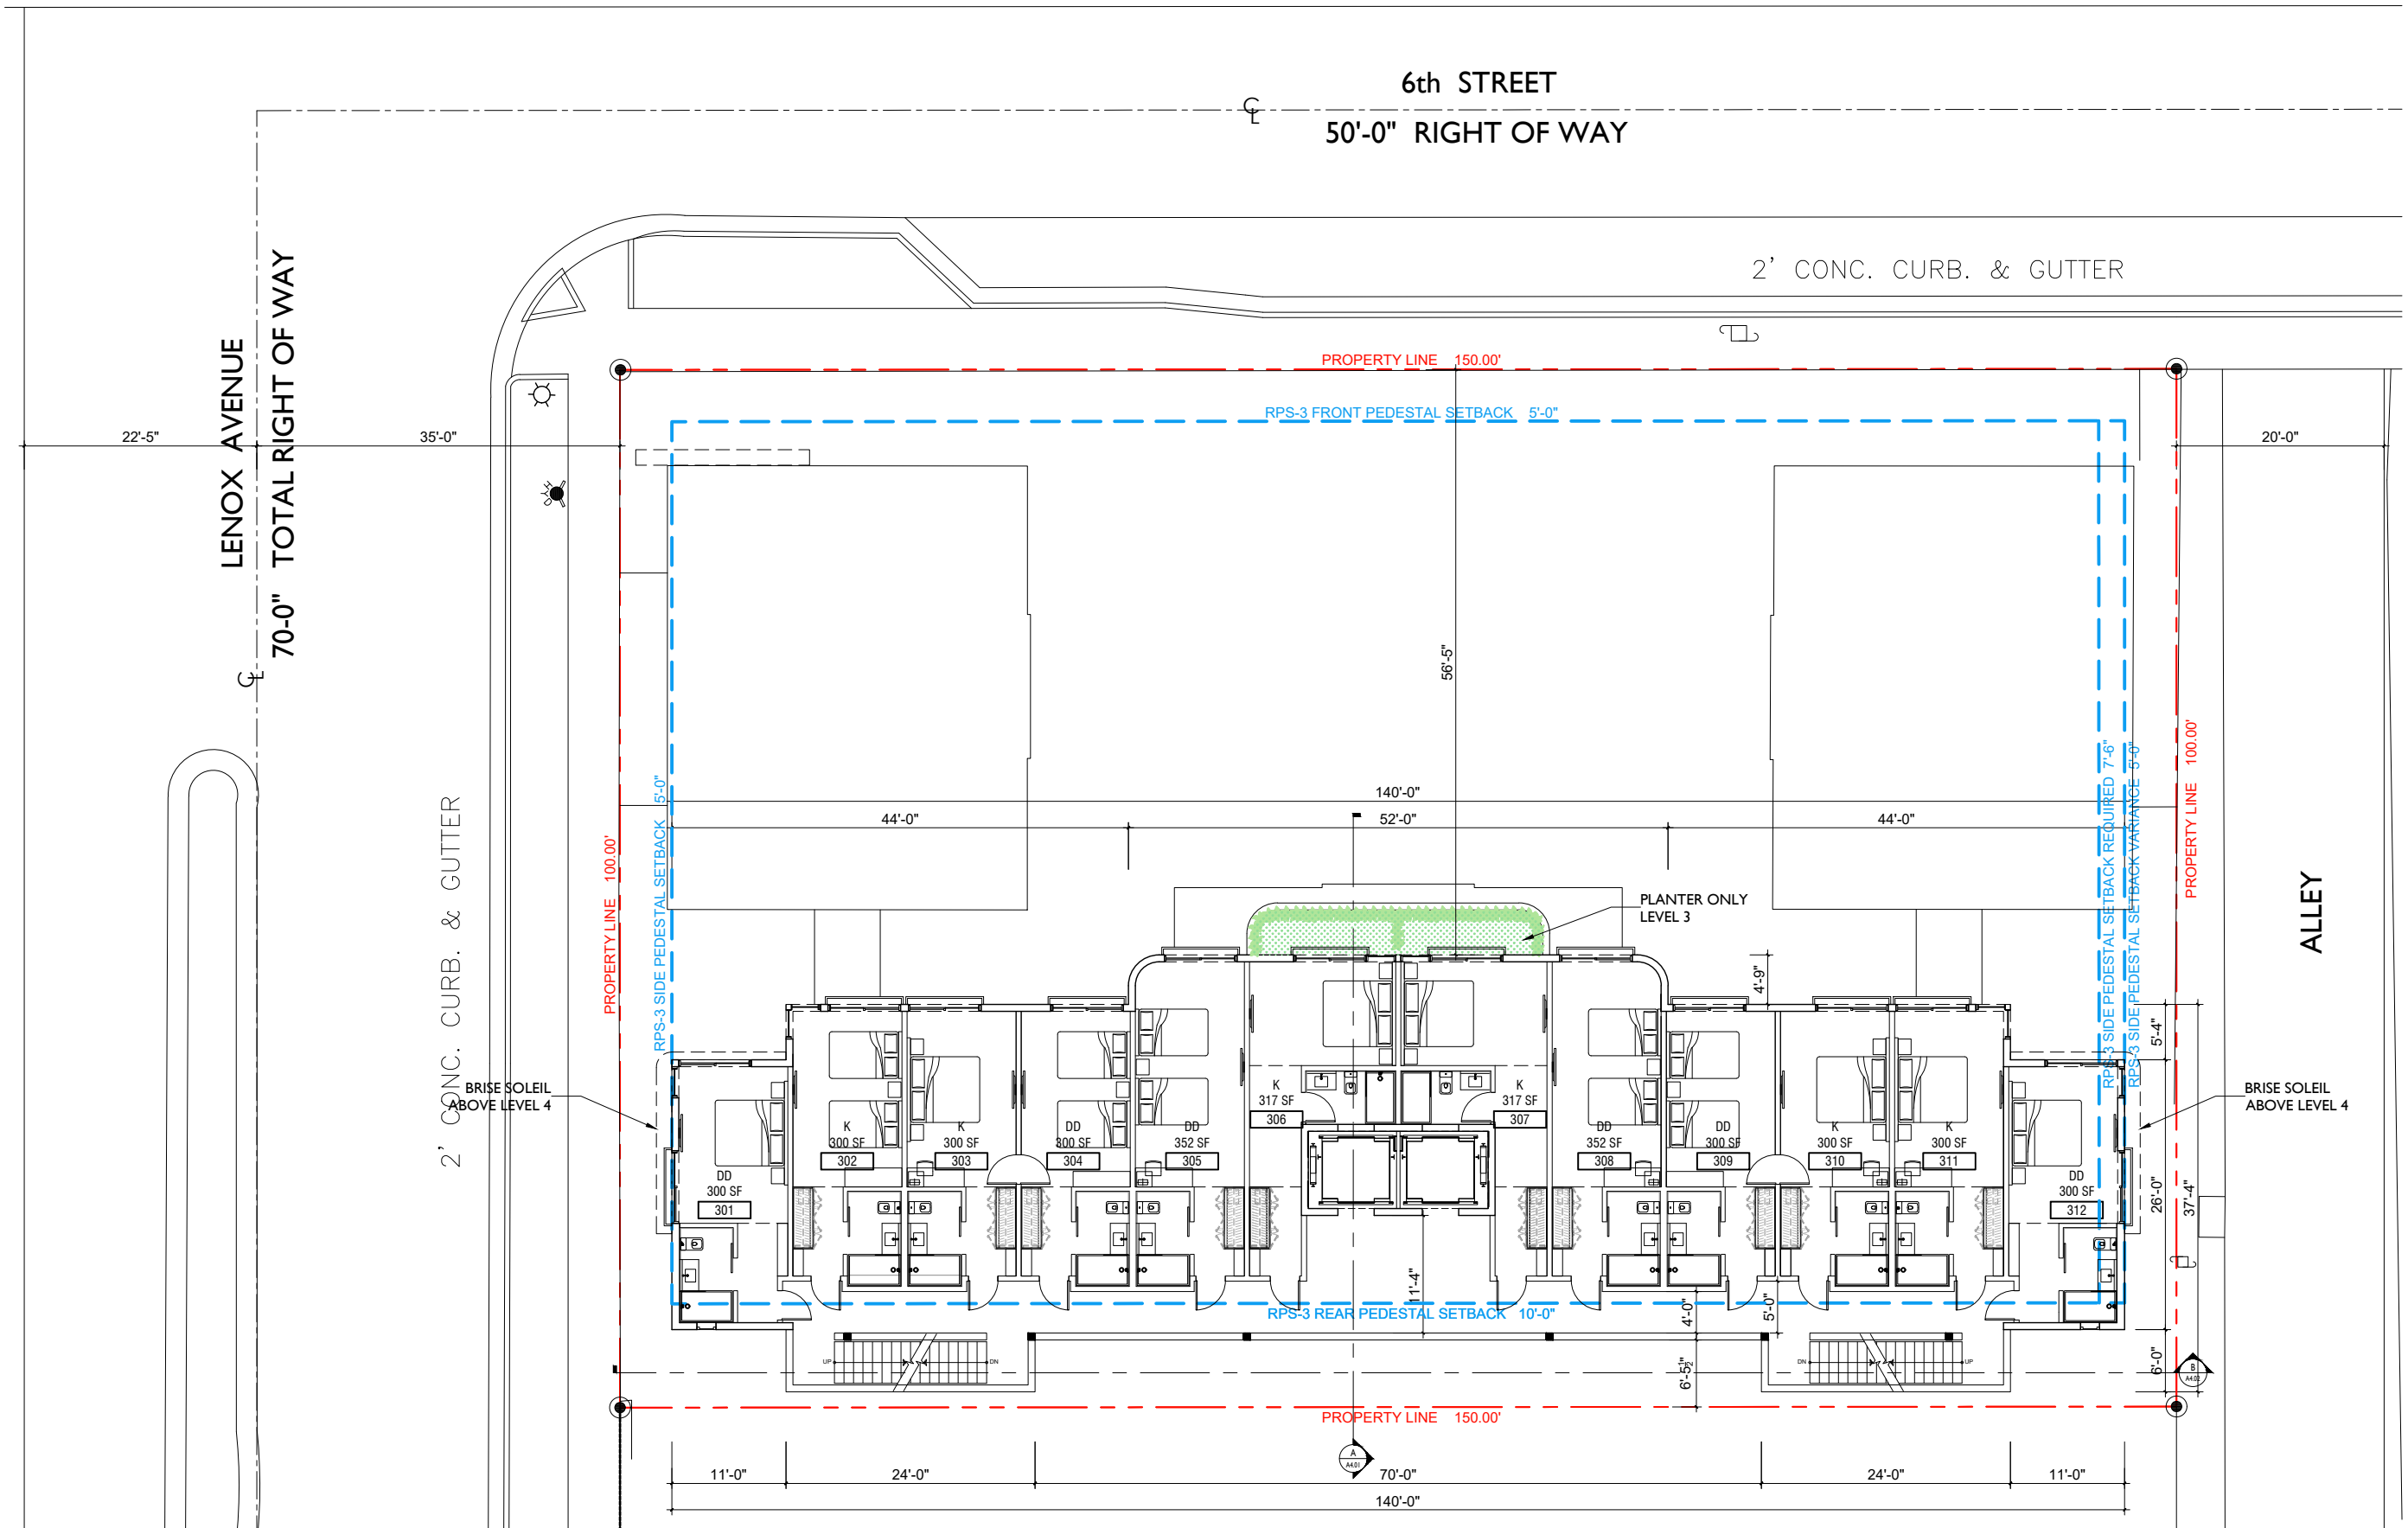 6th STREET
50'-0" RIGHT OF WAY
LENOX AVENUE
70-0" TOTAL RIGHT OF WAY
2' CONC. CURB. & GUTTER
PROPERTY LINE 150.00'
RPS-3 FRONT PEDESTAL SETBACK 5'-0"
22'-5"
35'-0"
20'-0"
HYD
56'-5"
PROPERTY LINE 100.00'
RPS-3 SIDE PEDESTAL SETBACK 5'-0"
RPS-3 SIDE PEDESTAL SETBACK REQUIRED 7'-6"
RPS-3 SIDE PEDESTAL SETBACK VARIANCE 5'-0"
PROPERTY LINE 100.00'
2' CONC. CURB. & GUTTER
ALLEY
140'-0"
44'-0"
52'-0"
44'-0"
PLANTER ONLY
LEVEL 3
4'-9"
5'-4"
26'-0"
37'-4"
6'-0"
BRISE SOLEIL
ABOVE LEVEL 4
BRISE SOLEIL
ABOVE LEVEL 4
DD
300 SF
301
K
300 SF
302
K
300 SF
303
DD
300 SF
304
DD
352 SF
305
K
317 SF
306
K
317 SF
307
DD
352 SF
308
DD
300 SF
309
K
300 SF
310
K
300 SF
311
DD
300 SF
312
11'-4"
4'-0"
5'-0"
6'-5½"
RPS-3 REAR PEDESTAL SETBACK 10'-0"
UP
DN
DN
UP
B
A4.02
PROPERTY LINE 150.00'
A
A4.01
11'-0"
24'-0"
70'-0"
24'-0"
11'-0"
140'-0"